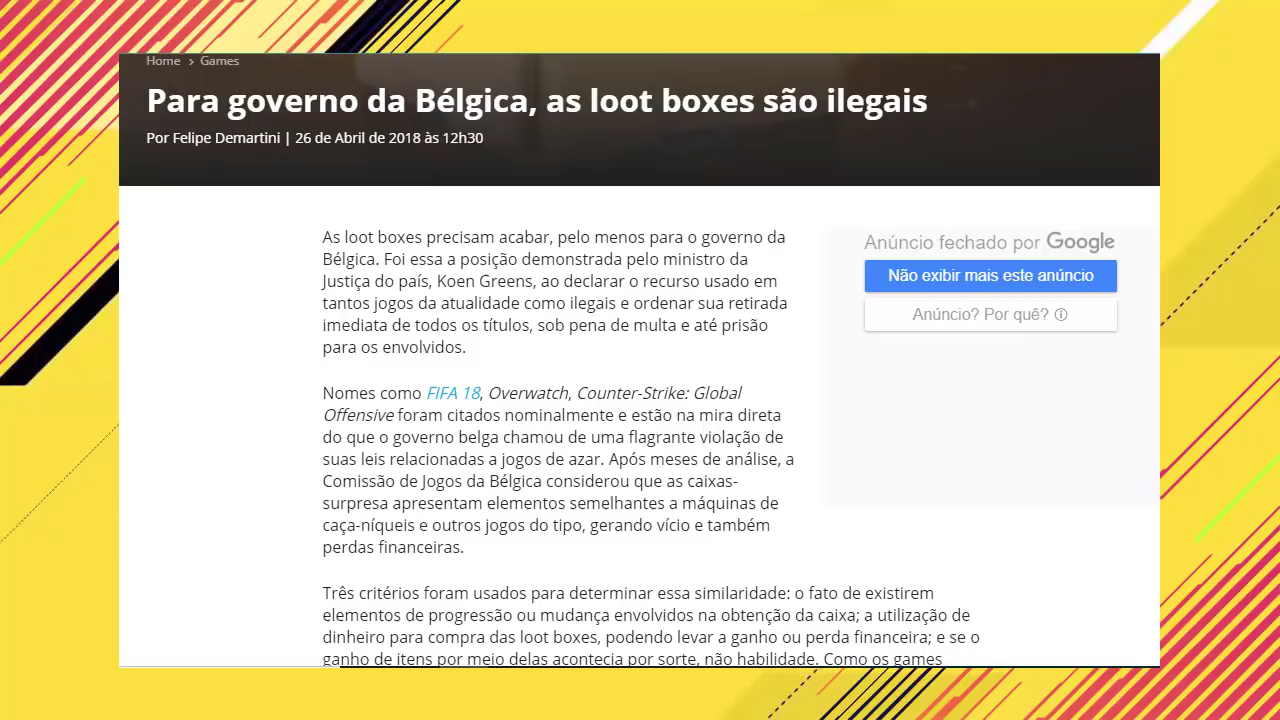 Home > Games
Para governo da Bélgica, as loot boxes são ilegais
Por Felipe Demartini | 26 de Abril de 2018 às 12h30
As loot boxes precisam acabar, pelo menos para o governo da
Bélgica. Foi essa a posição demonstrada pelo ministro da
Justiça do país, Koen Greens, ao declarar o recurso usado em
tantos jogos da atualidade como ilegais e ordenar sua retirada
imediata de todos os títulos, sob pena de multa e até prisão
para os envolvidos.
Nomes como FIFA 18, Overwatch, Counter-Strike: Global
Offensive foram citados nominalmente e estão na mira direta
do que o governo belga chamou de uma flagrante violação de
suas leis relacionadas a jogos de azar. Após meses de análise, a
Comissão de Jogos da Bélgica considerou que as caixas-
surpresa apresentam elementos semelhantes a máquinas de
caça-níqueis e outros jogos do tipo, gerando vício e também
perdas financeiras.
Três critérios foram usados para determinar essa similaridade: o fato de existirem
elementos de progressão ou mudança envolvidos na obtenção da caixa; a utilização de
dinheiro para compra das loot boxes, podendo levar a ganho ou perda financeira; e se o
ganho de itens por meio delas acontecia por sorte, não habilidade. Como os games
Anúncio fechado por Google
Não exibir mais este anúncio
Anúncio? Por quê?